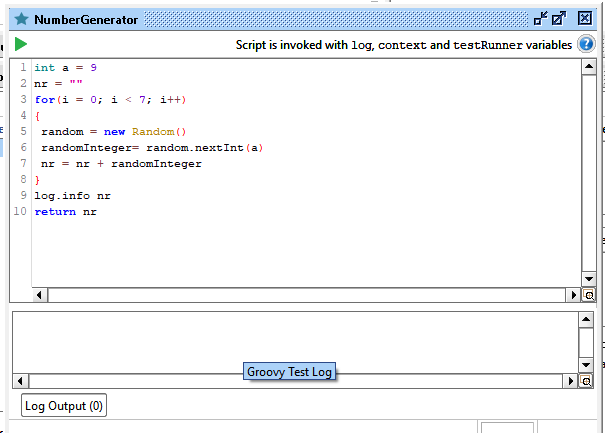 NumberGenerator
Script is invoked with log, context and testRunner variables
1 int a = 9
2 nr = ""
3 for(i = 0; i < 7; i++)
4 {
5 random = new Random()
6 randomInteger= random.nextInt(a)
7 nr = nr + randomInteger
8 }
9 log.info nr
10 return nr
Groovy Test Log
Log Output (0)